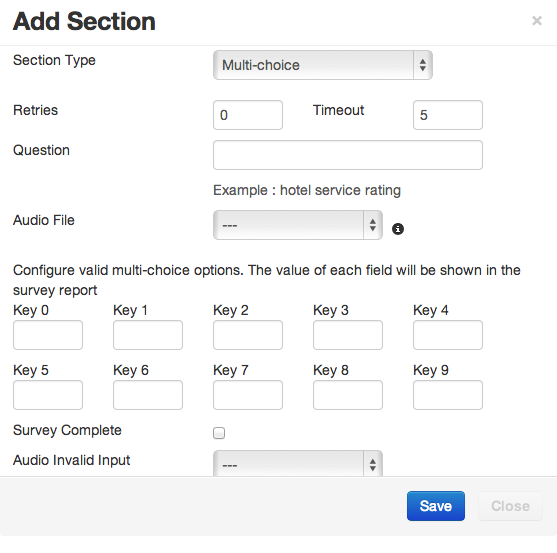 Add Section
×
Section Type
Multi-choice
Retries
0
Timeout
5
Question
Example : hotel service rating
Audio File
---
Configure valid multi-choice options. The value of each field will be shown in the
survey report
Key 0 Key 1 Key 2 Key 3 Key 4
Key 5 Key 6 Key 7 Key 8 Key 9
Survey Complete
Audio Invalid Input
---
Save Close